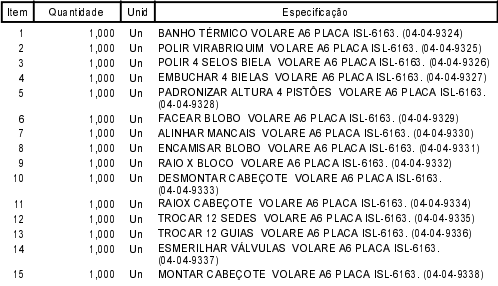 Item Quantidade Unid Especificação
1 1,000 Un BANHO TÉRMICO VOLARE A6 PLACA ISL-6163. (04-04-9324)
2 1,000 Un POLIR VIRABRIQUIM VOLARE A6 PLACA ISL-6163. (04-04-9325)
3 1,000 Un POLIR 4 SELOS BIELA VOLARE A6 PLACA ISL-6163. (04-04-9326)
4 1,000 Un EMBUCHAR 4 BIELAS VOLARE A6 PLACA ISL-6163. (04-04-9327)
5 1,000 Un PADRONIZAR ALTURA 4 PISTÕES VOLARE A6 PLACA ISL-6163.
(04-04-9328)
6 1,000 Un FACEAR BLOBO VOLARE A6 PLACA ISL-6163. (04-04-9329)
7 1,000 Un ALINHAR MANCAIS VOLARE A6 PLACA ISL-6163. (04-04-9330)
8 1,000 Un ENCAMISAR BLOBO VOLARE A6 PLACA ISL-6163. (04-04-9331)
9 1,000 Un RAIO X BLOCO VOLARE A6 PLACA ISL-6163. (04-04-9332)
10 1,000 Un DESMONTAR CABEÇOTE VOLARE A6 PLACA ISL-6163.
(04-04-9333)
11 1,000 Un RAIOX CABEÇOTE VOLARE A6 PLACA ISL-6163. (04-04-9334)
12 1,000 Un TROCAR 12 SEDES VOLARE A6 PLACA ISL-6163. (04-04-9335)
13 1,000 Un TROCAR 12 GUIAS VOLARE A6 PLACA ISL-6163. (04-04-9336)
14 1,000 Un ESMERILHAR VÁLVULAS VOLARE A6 PLACA ISL-6163.
(04-04-9337)
15 1,000 Un MONTAR CABEÇOTE VOLARE A6 PLACA ISL-6163. (04-04-9338)